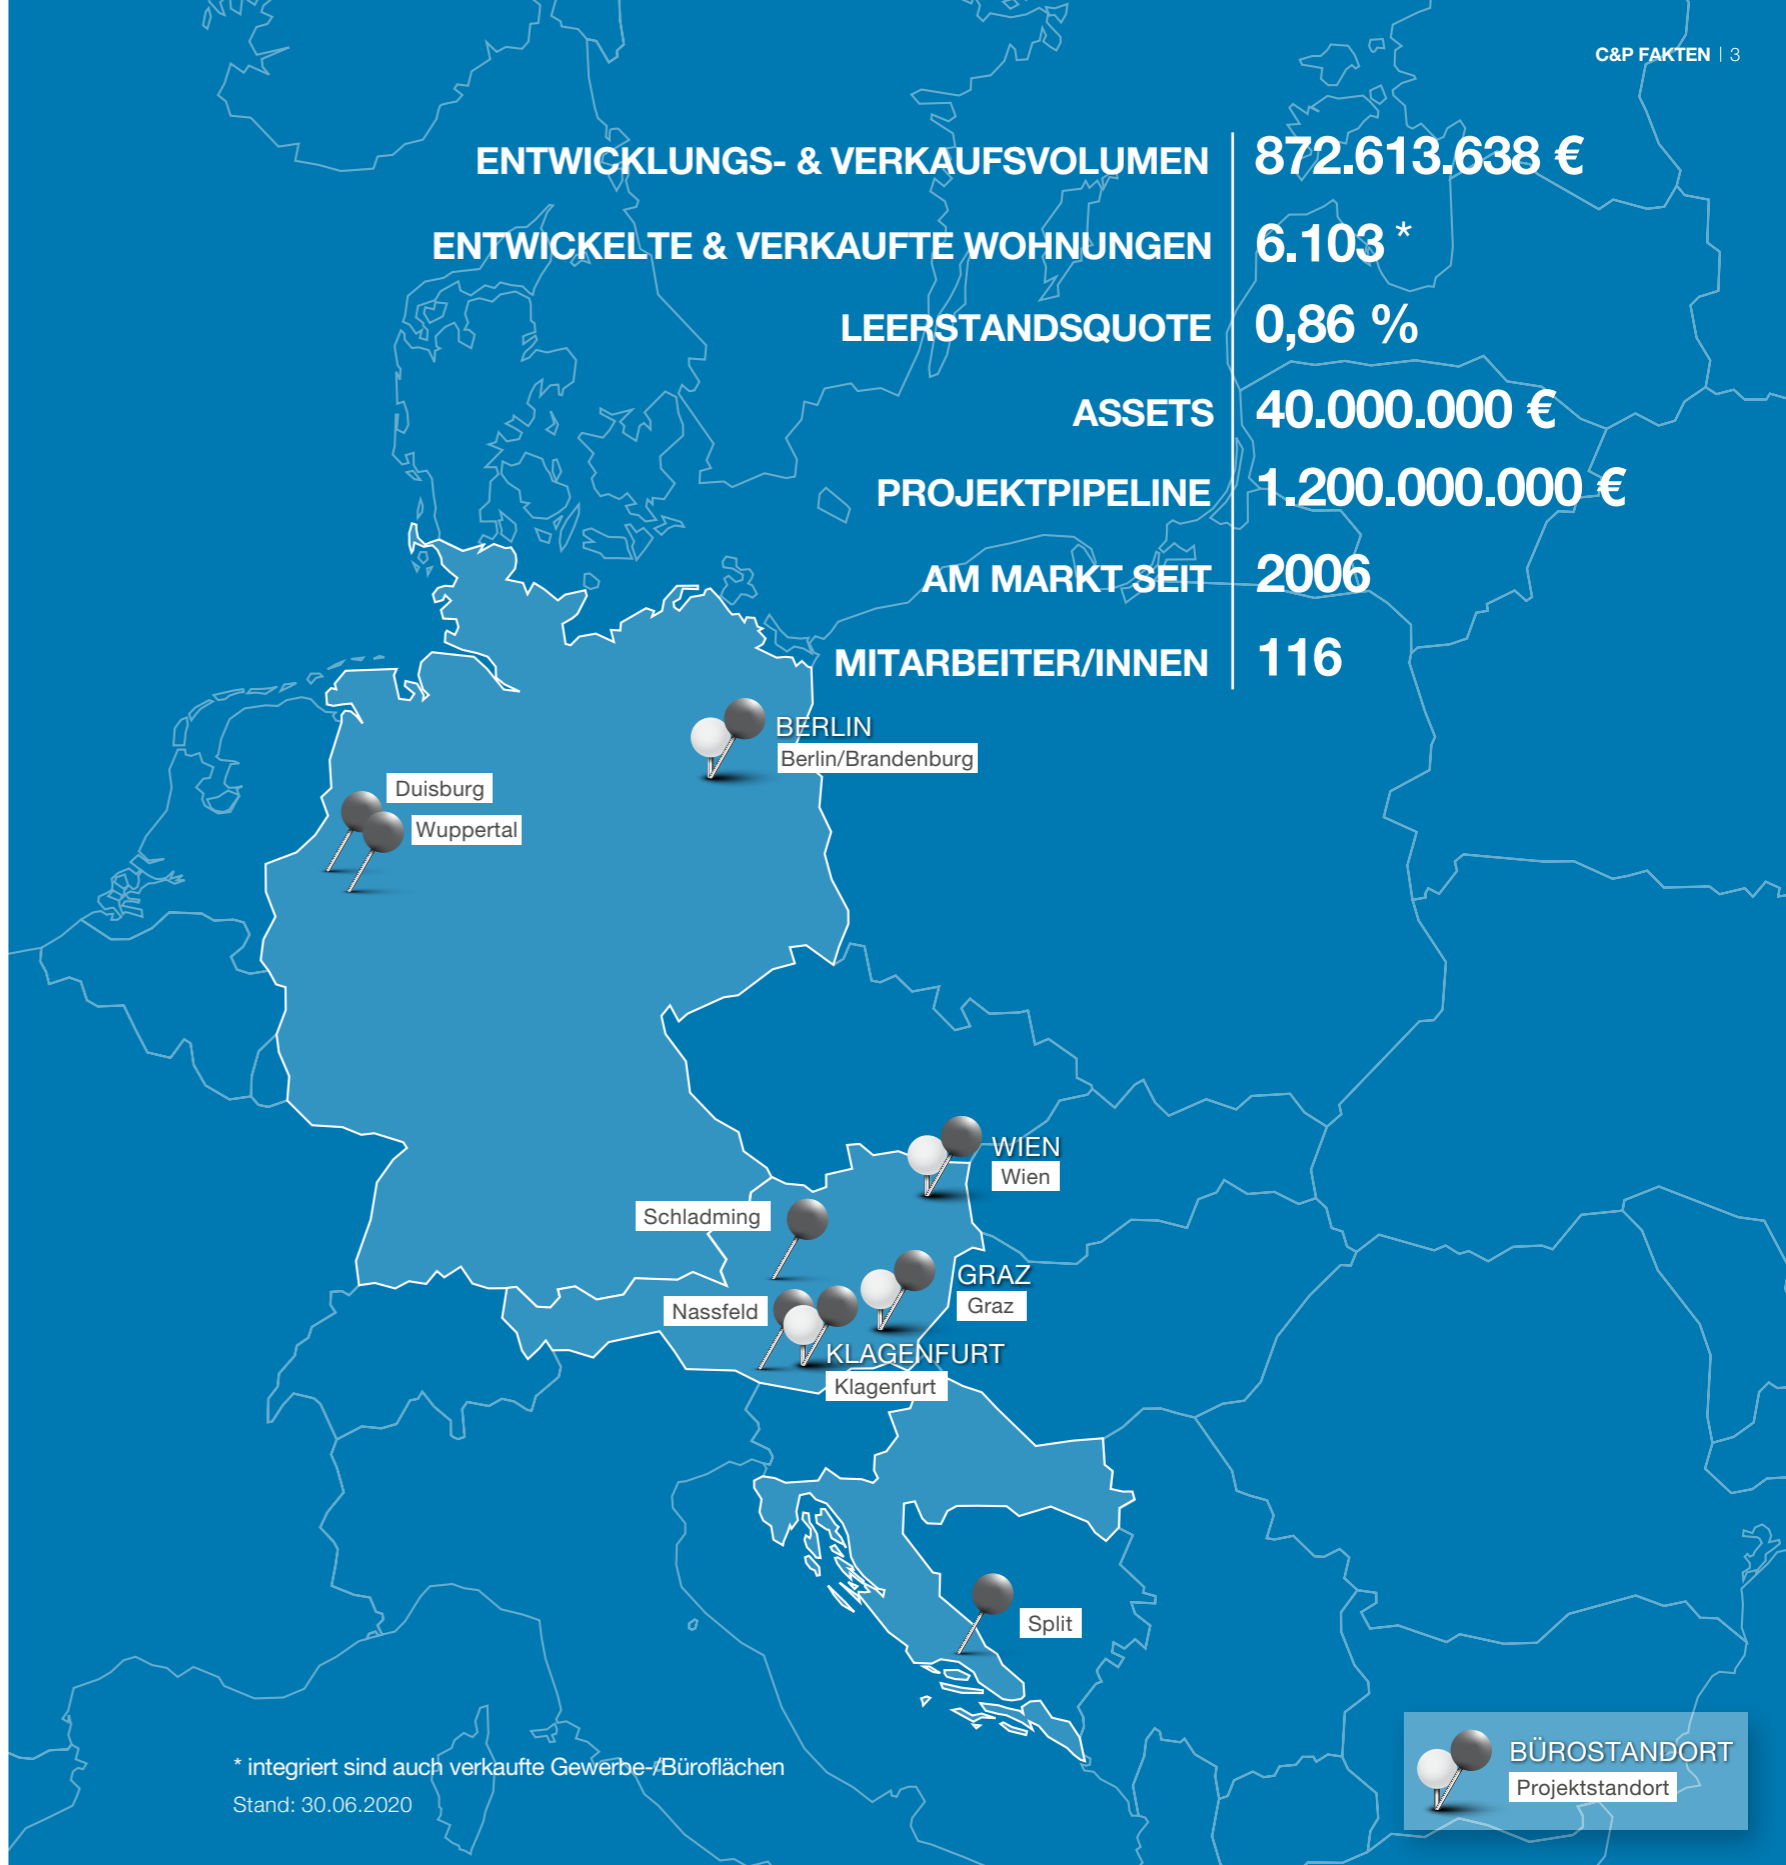 C&P FAKTEN | 3
ENTWICKLUNGS- & VERKAUFSVOLUMEN 872.613.638 €
ENTWICKELTE & VERKAUFTE WOHNUNGEN 6.103 *
LEERSTANDSQUOTE 0,86 %
ASSETS 40.000.000 €
PROJEKTPIPELINE 1.200.000.000 €
AM MARKT SEIT 2006
MITARBEITER/INNEN 116
BERLIN
Berlin/Brandenburg
Duisburg
Wuppertal
WIEN
Wien
Schladming
GRAZ
Graz
Nassfeld
KLAGENFURT
Klagenfurt
Split
* integriert sind auch verkaufte Gewerbe-/Büroflächen
Stand: 30.06.2020
BÜROSTANDORT
Projektstandort